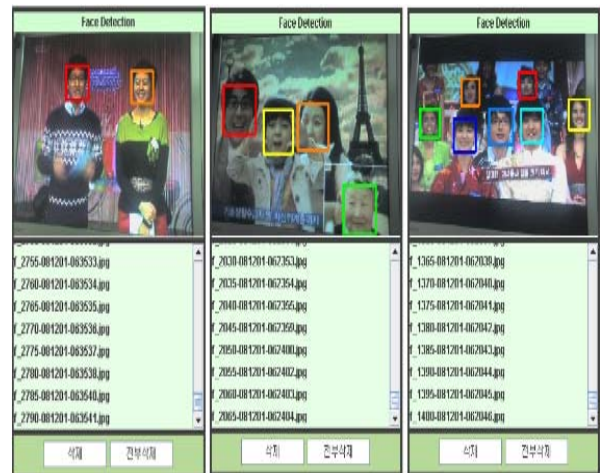 Face Detection
f_2755-081201-063533.jpg
f_2760-081201-063534.jpg
f_2765-081201-063535.jpg
f_2770-081201-063536.jpg
f_2775-081201-063537.jpg
f_2780-081201-063538.jpg
f_2785-081201-063540.jpg
f_2790-081201-063541.jpg
삭제 전부삭제
Face Detection
f_2030-081201-062353.jpg
f_2035-081201-062354.jpg
f_2040-081201-062355.jpg
f_2045-081201-062359.jpg
f_2050-081201-062400.jpg
f_2055-081201-062402.jpg
f_2060-081201-062403.jpg
f_2065-081201-062404.jpg
삭제 전부삭제
Face Detection
f_1365-081201-062039.jpg
f_1370-081201-062040.jpg
f_1375-081201-062041.jpg
f_1380-081201-062042.jpg
f_1385-081201-062043.jpg
f_1390-081201-062044.jpg
f_1395-081201-062045.jpg
f_1400-081201-062046.jpg
삭제 전부삭제